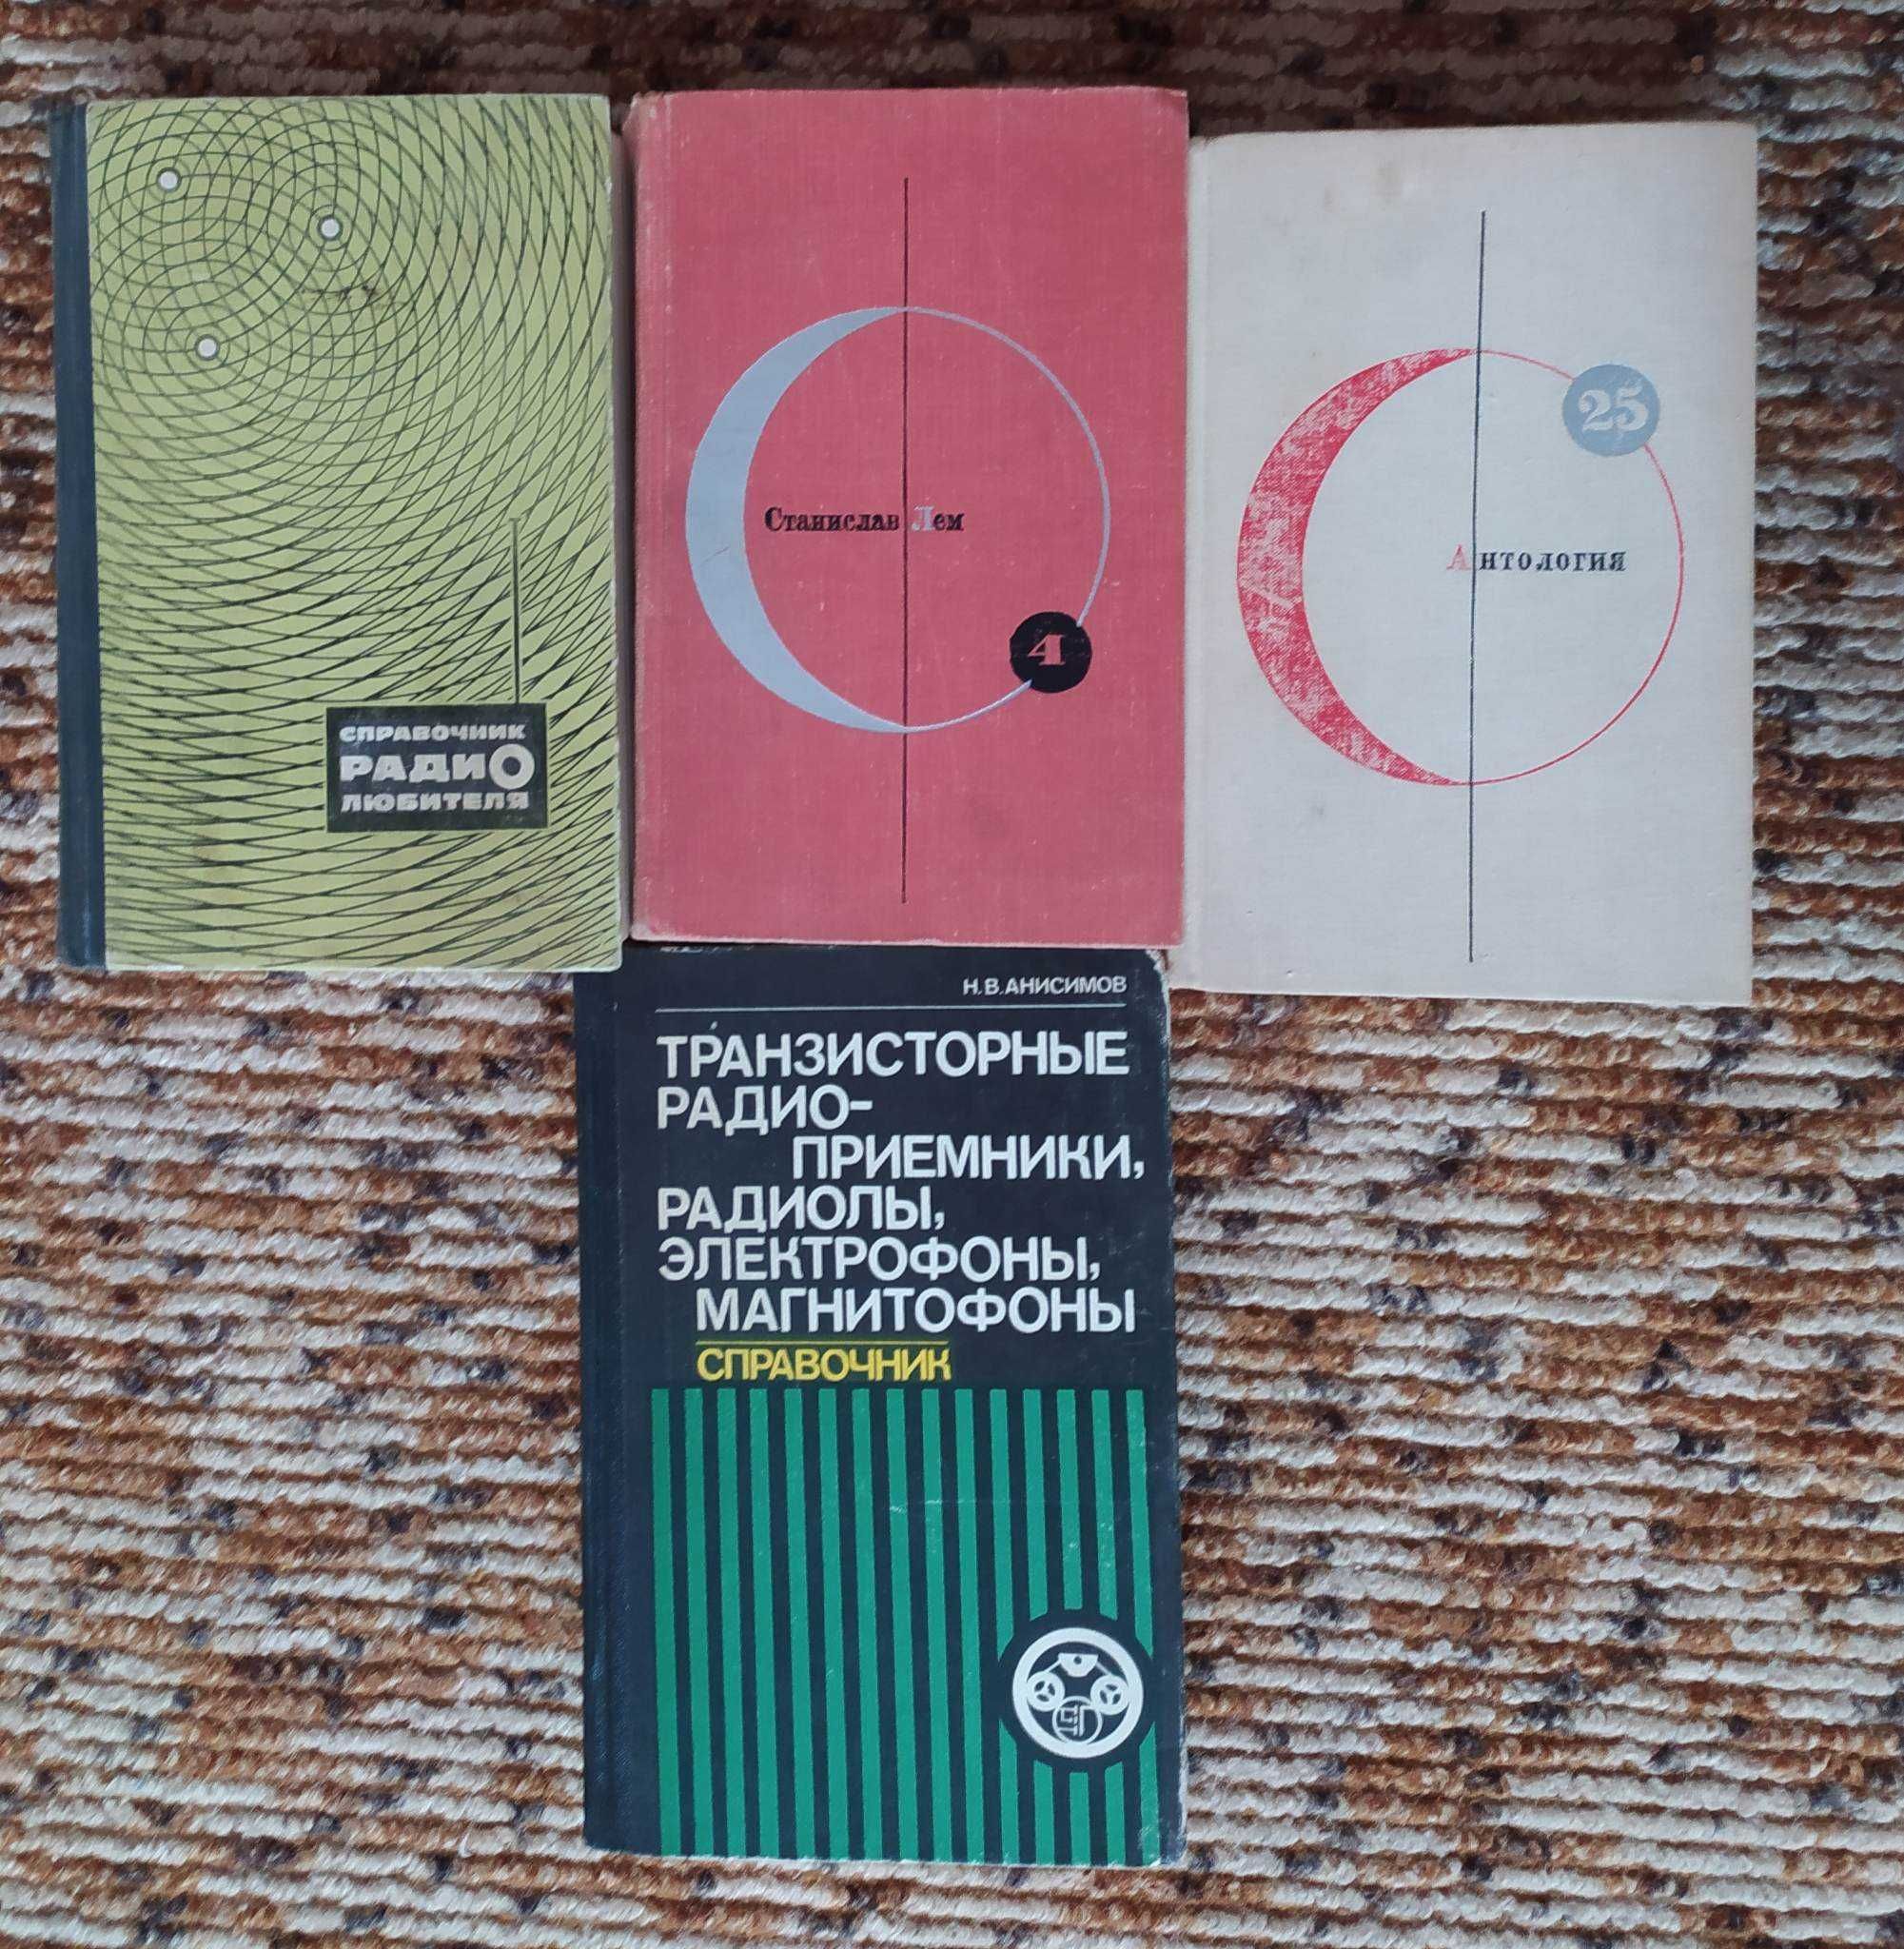 СПРАВОЧНИК
РАДИО
ЛЮБИТЕЛЯ
Станислав Лем
4
25
Антология
Н. В. АНИСИМОВ
ТРАНЗИСТОРНЫЕ
РАДИО-
ПРИЕМНИКИ,
РАДИОЛЫ,
ЭЛЕКТРОФОНЫ,
МАГНИТОФОНЫ
СПРАВОЧНИК